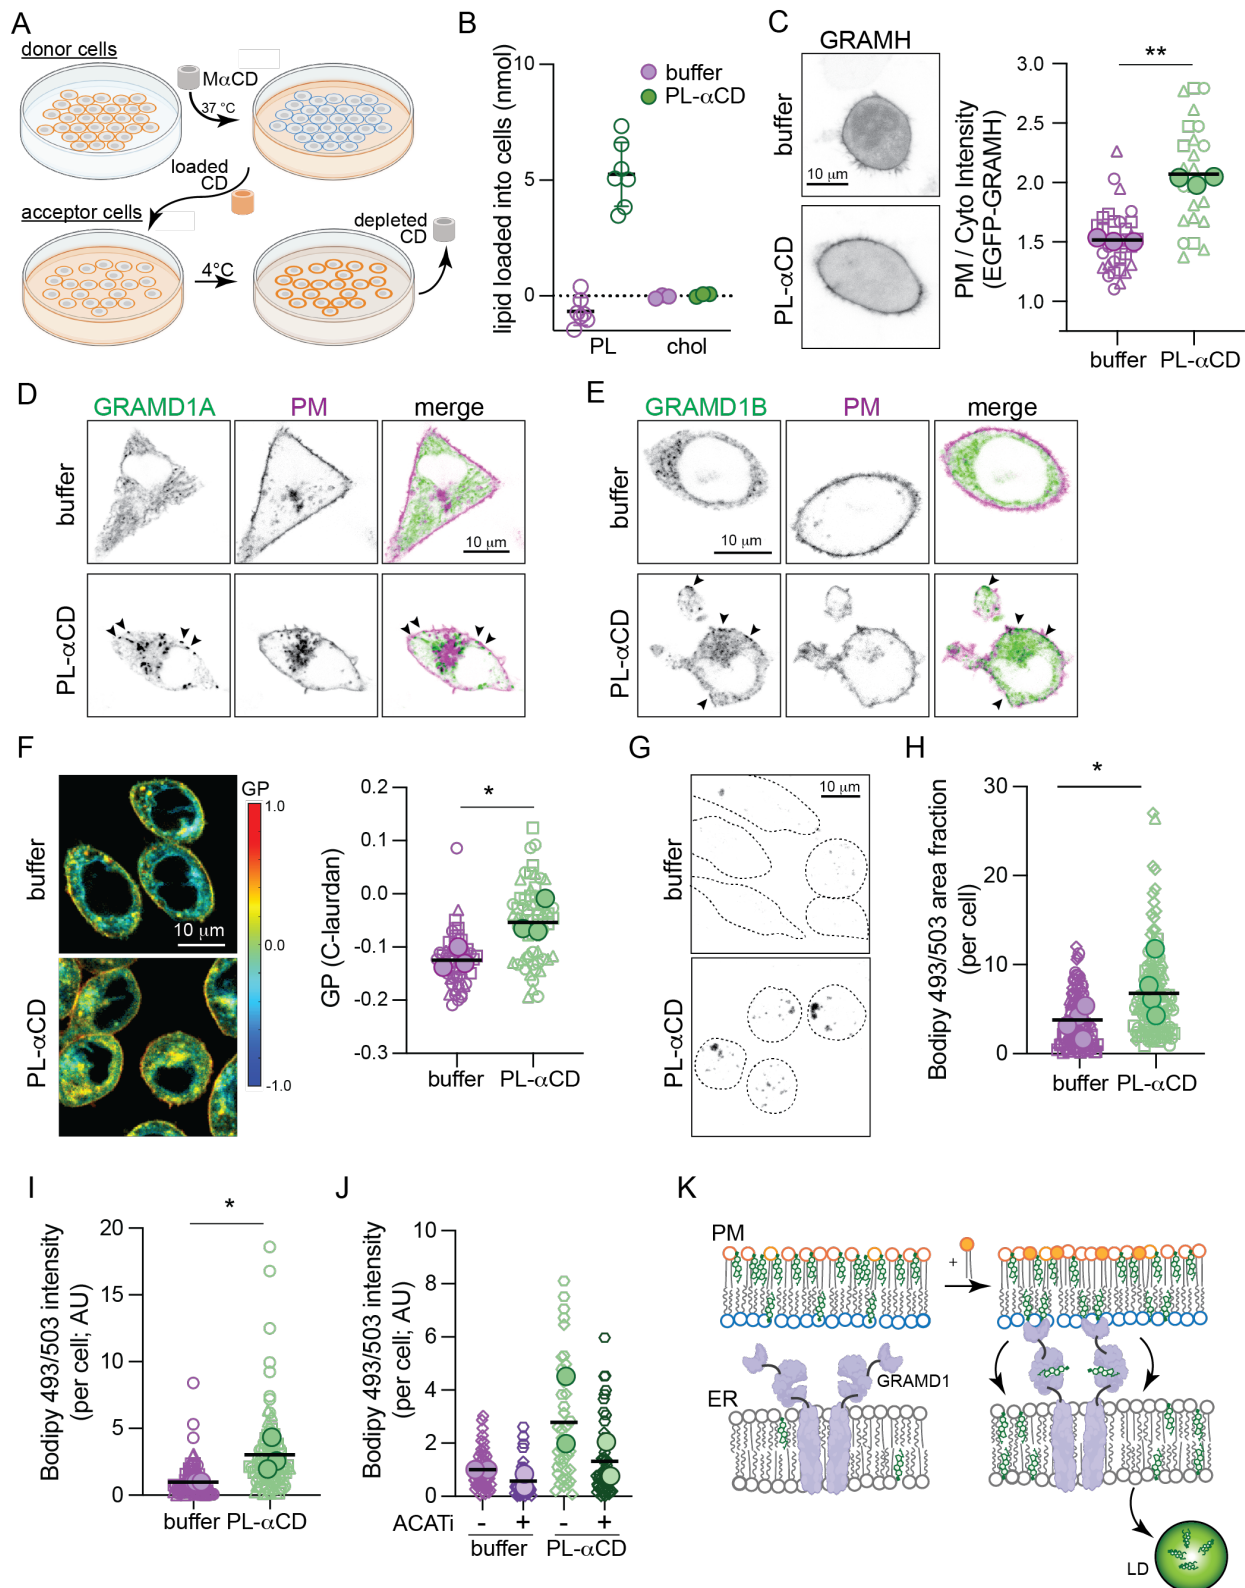 A
donor cells
MαCD
37 °C
loaded
CD
acceptor cells
4°C
depleted
CD
B
lipid loaded into cells (nmol)
10
5
0
buffer
PL-αCD
PL
chol
C
GRAMH
buffer
10 μm
PL-αCD
PM / Cyto Intensity
(EGFP-GRAMH)
**
3.0
2.5
2.0
1.5
1.0
buffer
PL-αCD
D
GRAMD1A
PM
merge
buffer
10 μm
PL-αCD
E
GRAMD1B
PM
merge
buffer
10 μm
PL-αCD
F
buffer
10 μm
PL-αCD
GP
1.0
0.0
-1.0
GP (C-laurdan)
*
0.2
0.1
0.0
-0.1
-0.2
-0.3
buffer
PL-αCD
G
buffer
10 μm
PL-αCD
H
Bodipy 493/503 area fraction
(per cell)
*
30
20
10
0
buffer
PL-αCD
I
Bodipy 493/503 intensity
(per cell; AU)
*
20
15
10
5
0
buffer
PL-αCD
J
Bodipy 493/503 intensity
(per cell; AU)
10
8
6
4
2
0
ACATi
-
+
-
+
buffer
PL-αCD
K
PM
+
GRAMD1
ER
LD